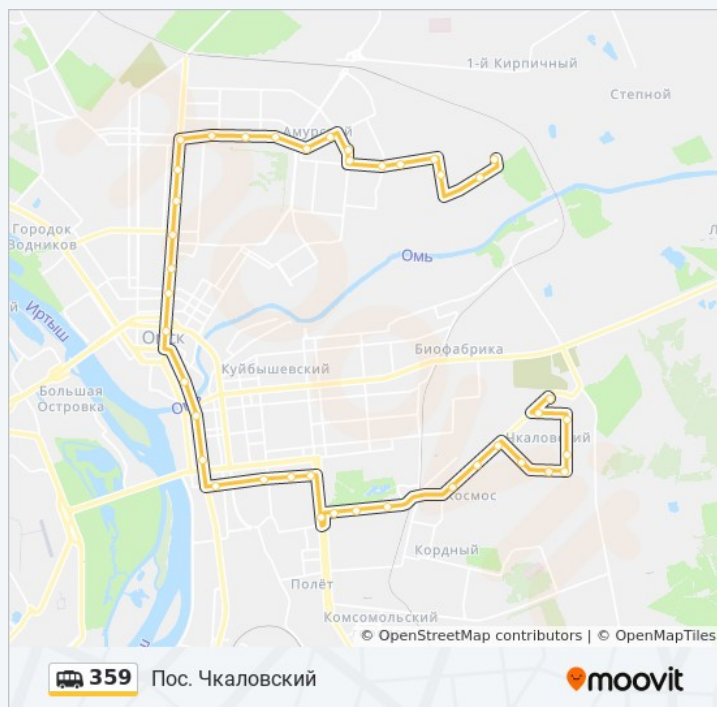 1-й Кирпичный
Степной
Амурский
Городок
Водников
Омь
Иртыш
Омск
Биофабрика
Куйбышевский
Большая
Островка
Чкаловский
Космос
Кордный
Полёт
Комсомольский
© OpenStreetMap contributors | © OpenMapTiles
359 Пос. Чкаловский
moovit